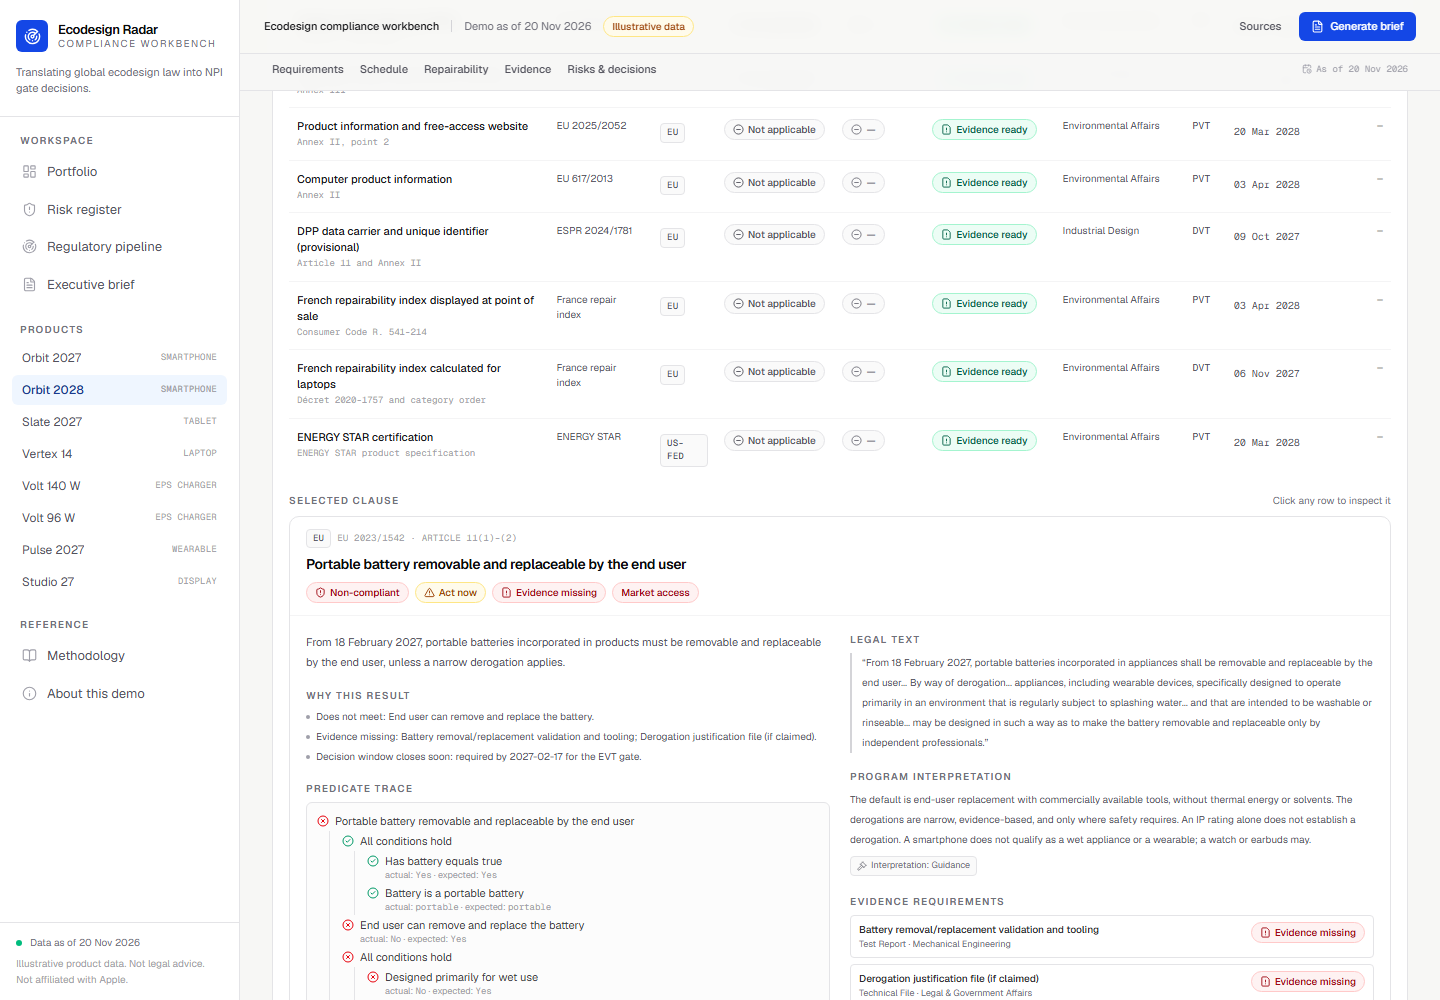 Ecodesign Radar
COMPLIANCE WORKBENCH
Translating global ecodesign law into NPI
gate decisions.
WORKSPACE
Portfolio
Risk register
Regulatory pipeline
Executive brief
PRODUCTS
Orbit 2027 SMARTPHONE
Orbit 2028 SMARTPHONE
Slate 2027 TABLET
Vertex 14 LAPTOP
Volt 140 W EPS CHARGER
Volt 96 W EPS CHARGER
Pulse 2027 WEARABLE
Studio 27 DISPLAY
REFERENCE
Methodology
About this demo
Data as of 20 Nov 2026
Illustrative product data. Not legal advice.
Not affiliated with Apple.
Ecodesign compliance workbench Demo as of 20 Nov 2026 Illustrative data Sources Generate brief
Requirements Schedule Repairability Evidence Risks & decisions As of 20 Nov 2026
Annex III
Product information and free-access website EU 2025/2052 EU Not applicable — Evidence ready Environmental Affairs PVT 20 Mar 2028 —
Annex II, point 2
Computer product information EU 617/2013 EU Not applicable — Evidence ready Environmental Affairs PVT 03 Apr 2028 —
Annex II
DPP data carrier and unique identifier ESPR 2024/1781 EU Not applicable — Evidence ready Industrial Design DVT 09 Oct 2027 —
(provisional)
Article 11 and Annex II
French repairability index displayed at point of France repair EU Not applicable — Evidence ready Environmental Affairs PVT 03 Apr 2028 —
sale index
Consumer Code R. 541-214
French repairability index calculated for France repair EU Not applicable — Evidence ready Environmental Affairs DVT 06 Nov 2027 —
laptops index
Décret 2020-1757 and category order
ENERGY STAR certification ENERGY STAR US- Not applicable — Evidence ready Environmental Affairs PVT 20 Mar 2028 —
ENERGY STAR product specification FED
SELECTED CLAUSE Click any row to inspect it
EU EU 2023/1542 · ARTICLE 11(1)-(2)
Portable battery removable and replaceable by the end user
Non-compliant Act now Evidence missing Market access
From 18 February 2027, portable batteries incorporated in products must be removable and replaceable
by the end user, unless a narrow derogation applies.
WHY THIS RESULT
Does not meet: End user can remove and replace the battery.
Evidence missing: Battery removal/replacement validation and tooling; Derogation justification file (if claimed).
Decision window closes soon: required by 2027-02-17 for the EVT gate.
PREDICATE TRACE
Portable battery removable and replaceable by the end user
All conditions hold
Has battery equals true
actual: Yes · expected: Yes
Battery is a portable battery
actual: portable · expected: portable
End user can remove and replace the battery
actual: No · expected: Yes
All conditions hold
Designed primarily for wet use
actual: No · expected: Yes
LEGAL TEXT
“From 18 February 2027, portable batteries incorporated in appliances shall be removable and replaceable by the
end user… By way of derogation… appliances, including wearable devices, specifically designed to operate
primarily in an environment that is regularly subject to splashing water… and that are intended to be washable or
rinseable… may be designed in such a way as to make the battery removable and replaceable only by
independent professionals.”
PROGRAM INTERPRETATION
The default is end-user replacement with commercially available tools, without thermal energy or solvents. The
derogations are narrow, evidence-based, and only where safety requires. An IP rating alone does not establish a
derogation. A smartphone does not qualify as a wet appliance or a wearable; a watch or earbuds may.
Interpretation: Guidance
EVIDENCE REQUIREMENTS
Battery removal/replacement validation and tooling Evidence missing
Test Report · Mechanical Engineering
Derogation justification file (if claimed) Evidence missing
Technical File · Legal & Government Affairs